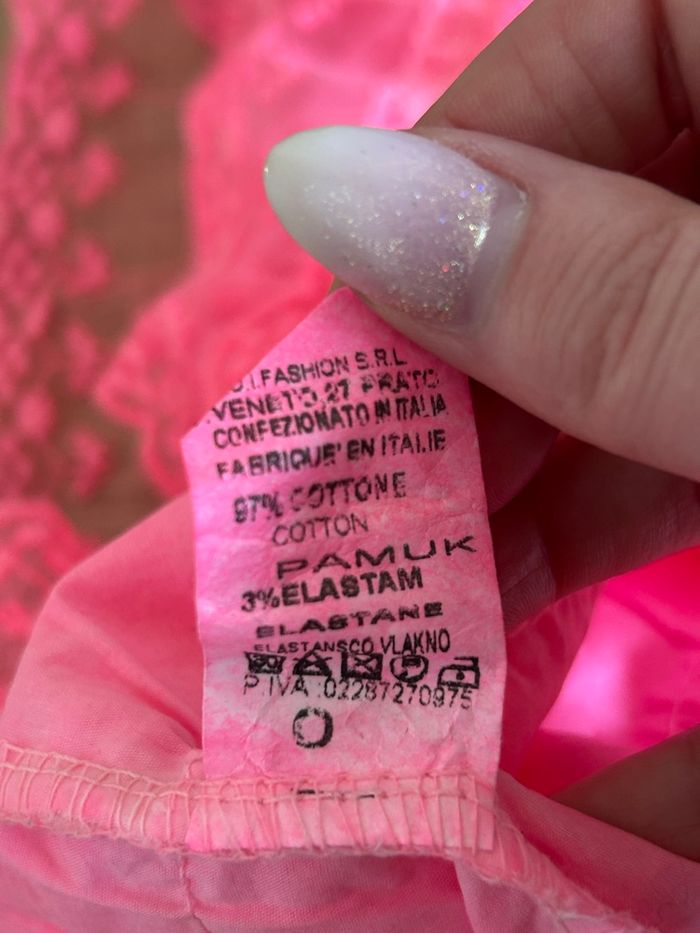 .I.FASHION S.R.L
VENETO,27 PRATO
CONFEZIONATO IN ITALIA
FABRIQUE' EN ITALIE
97% COTTONE
COTTON
PAMUK
3%ELASTAM
ELASTANE
ELASTANSCO VLAKNO
P.IVA :02287270975